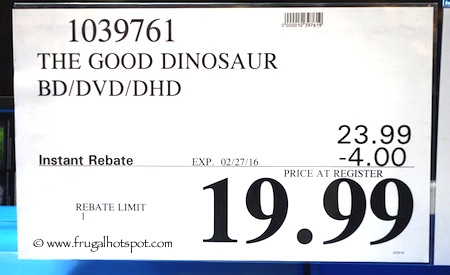 1039761
0000010397619
THE GOOD DINOSAUR
BD/DVD/DHD
23.99
Instant Rebate EXP. 02/27/16 -4.00
PRICE AT REGISTER
REBATE LIMIT
1
19.99
© www.frugalhotspot.com